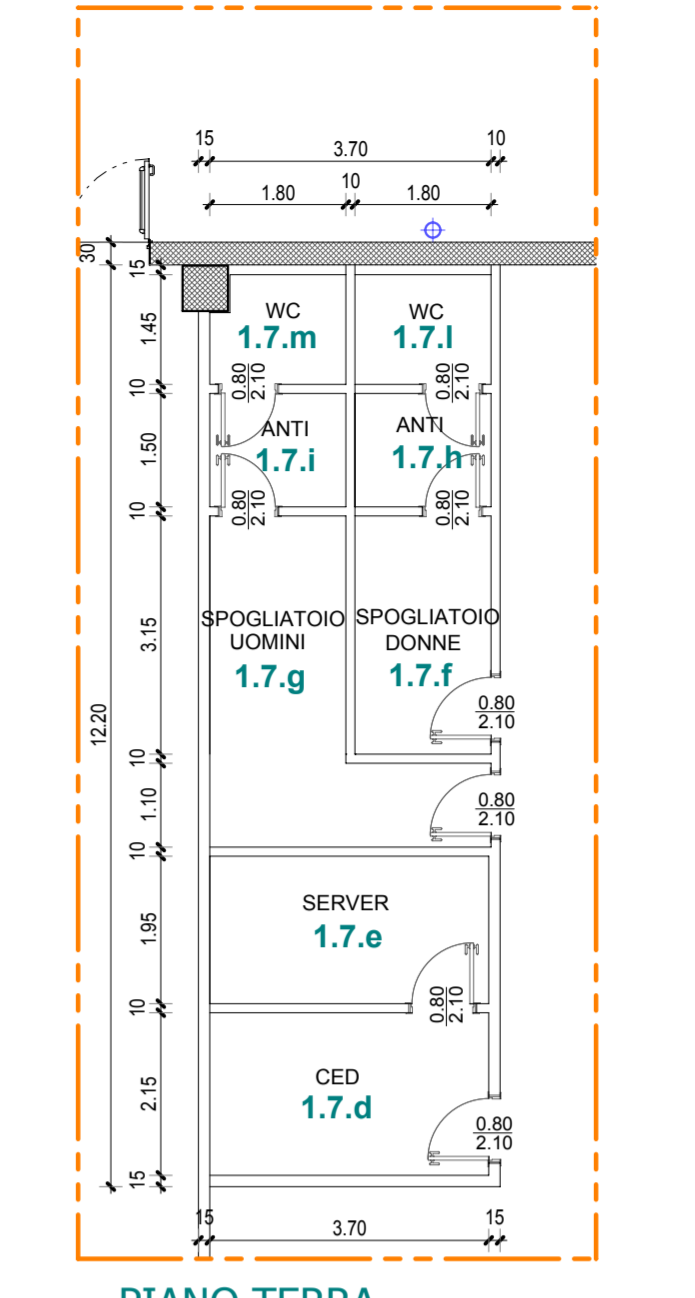 15
3.70
10
1.80
10
1.80
30
15
WC
1.7.m
WC
1.7.l
1.45
0.80
2.10
0.80
2.10
10
ANTI
1.7.i
ANTI
1.7.h
1.50
0.80
2.10
0.80
2.10
10
SPOGLIATOIO
UOMINI
1.7.g
SPOGLIATOIO
DONNE
1.7.f
3.15
0.80
2.10
12.20
10
1.10
0.80
2.10
10
SERVER
1.7.e
1.95
0.80
2.10
10
CED
1.7.d
2.15
0.80
2.10
15
15
3.70
15
PIANO TERRA